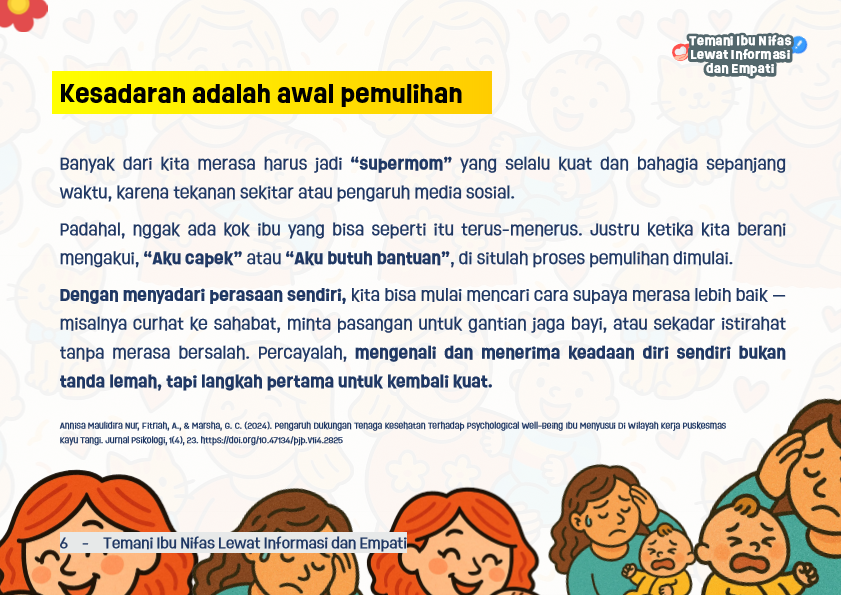 Temani Ibu Nifas
Lewat Informasi
dan Empati
Kesadaran adalah awal pemulihan
Banyak dari kita merasa harus jadi “supermom” yang selalu kuat dan bahagia sepanjang
waktu, karena tekanan sekitar atau pengaruh media sosial.
Padahal, nggak ada kok ibu yang bisa seperti itu terus-menerus. Justru ketika kita berani
mengakui, “Aku capek” atau “Aku butuh bantuan”, di situlah proses pemulihan dimulai.
Dengan menyadari perasaan sendiri, kita bisa mulai mencari cara supaya merasa lebih baik —
misalnya curhat ke sahabat, minta pasangan untuk gantian jaga bayi, atau sekadar istirahat
tanpa merasa bersalah. Percayalah, mengenali dan menerima keadaan diri sendiri bukan
tanda lemah, tapi langkah pertama untuk kembali kuat.
Annisa Maulidira Nur, Fitriah, A., & Marsha, G. C. (2024). Pengaruh Dukungan Tenaga Kesehatan Terhadap Psychological Well-Being Ibu Menyusui Di Wilayah Kerja Puskesmas
Kayu Tangi. Jurnal Psikologi, 1(4), 23. https://doi.org/10.47134/pjp.v1i4.2825
6 - Temani Ibu Nifas Lewat Informasi dan Empati